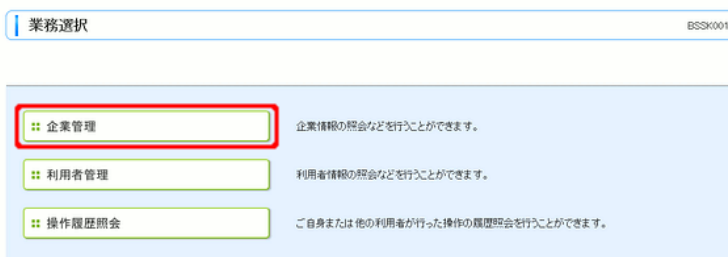 業務選択
BSSK001
企業管理
企業情報の照会などを行うことができます。
利用者管理
利用者情報の照会などを行うことができます。
操作履歴照会
ご自身または他の利用者が行った操作の履歴照会を行うことができます。